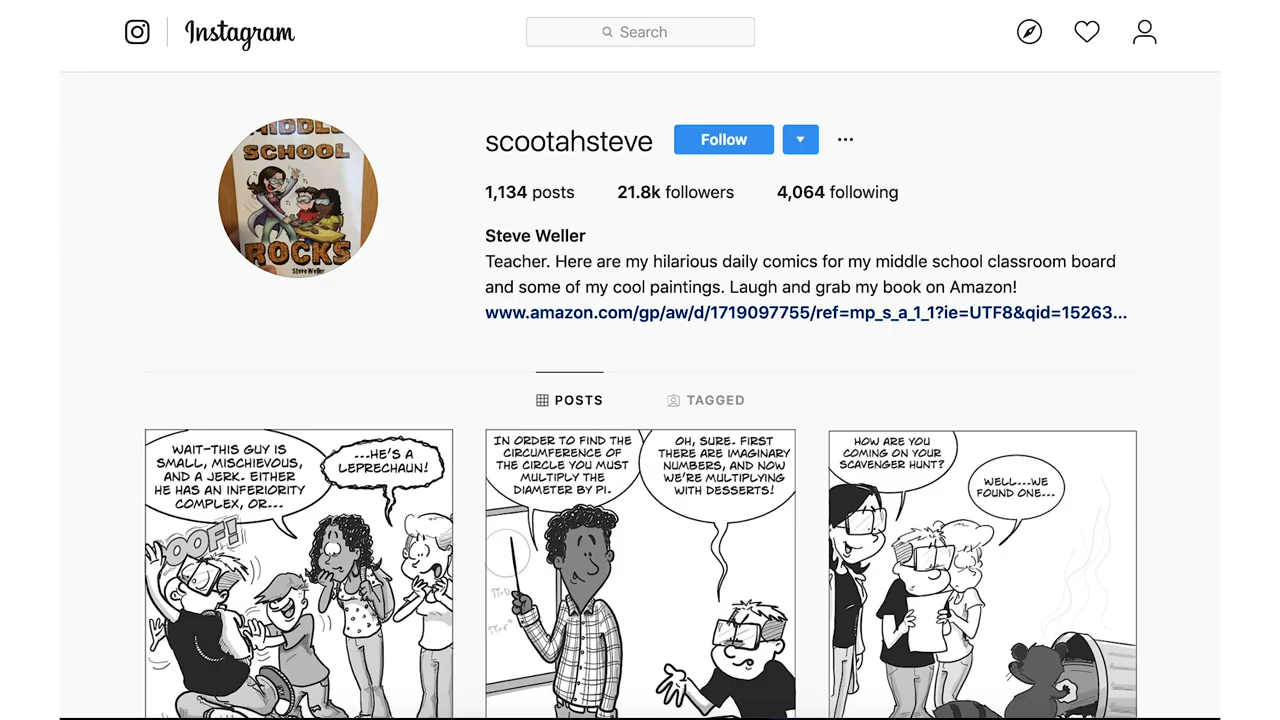 Instagram
Search
MIDDLE
SCHOOL
ROCKS
Steve Weller
scootahsteve
Follow
1,134 posts 21.8k followers 4,064 following
Steve Weller
Teacher. Here are my hilarious daily comics for my middle school classroom board
and some of my cool paintings. Laugh and grab my book on Amazon!
www.amazon.com/gp/aw/d/1719097755/ref=mp_s_a_1_1?ie=UTF8&qid=15263...
POSTS TAGGED
WAIT-THIS GUY IS
SMALL, MISCHIEVOUS,
AND A JERK. EITHER
HE HAS AN INFERIORITY
COMPLEX, OR...
...HE'S A
LEPRECHAUN!
OOF!
IN ORDER TO FIND THE
CIRCUMFERENCE OF
THE CIRCLE YOU MUST
MULTIPLY THE
DIAMETER BY PI.
OH, SURE. FIRST
THERE ARE IMAGINARY
NUMBERS, AND NOW
WE'RE MULTIPLYING
WITH DESSERTS!
HOW ARE YOU
COMING ON YOUR
SCAVENGER HUNT?
WELL...WE
FOUND ONE...